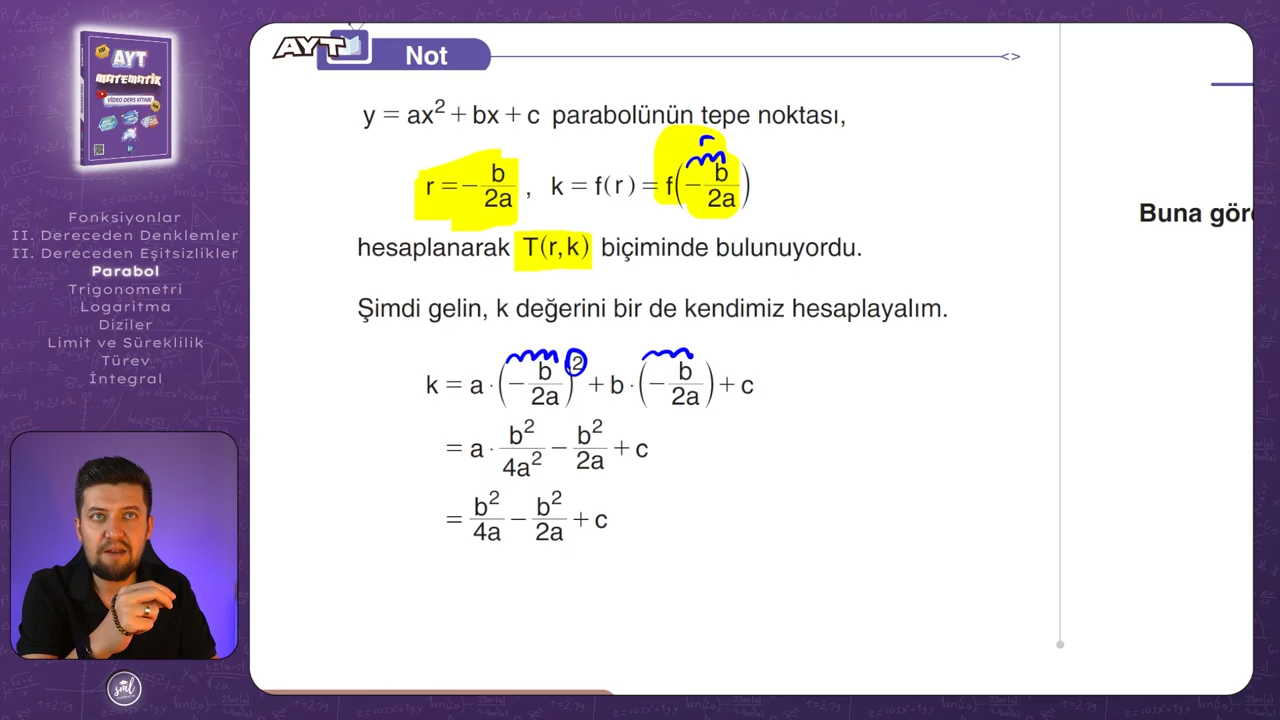 AYT
MATEMATİK
VİDEO DERS KİTABI
Fonksiyonlar
II. Dereceden Denklemler
II. Dereceden Eşitsizlikler
Parabol
Trigonometri
Logaritma
Diziler
Limit ve Süreklilik
Türev
İntegral
sml
AYT Not
<>
y = ax² + bx + c parabolünün tepe noktası,
r
r = − b/2a , k = f(r) = f(− b/2a)
hesaplanarak T(r,k) biçiminde bulunuyordu.
Şimdi gelin, k değerini bir de kendimiz hesaplayalım.
k = a · (− b/2a)² + b · (− b/2a) + c
= a · b²/4a² − b²/2a + c
= b²/4a − b²/2a + c
Buna göre